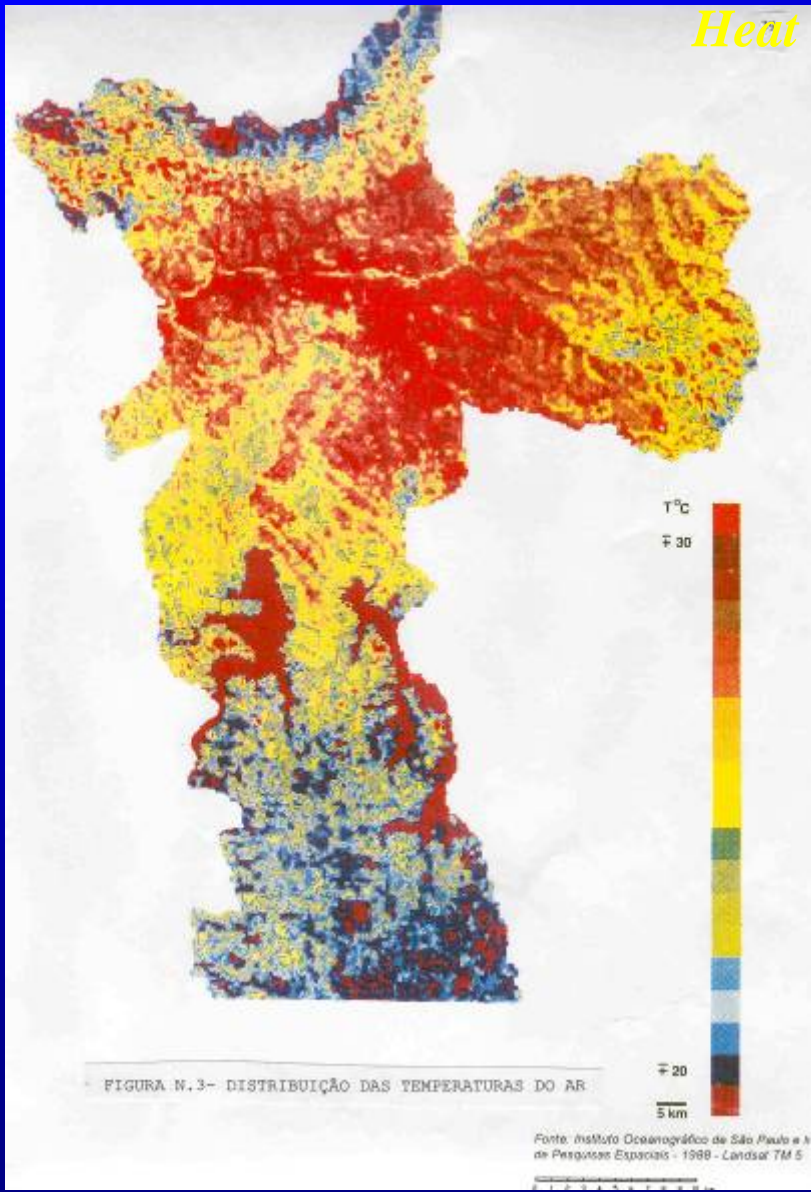 Heat
T°C
∓ 30
∓ 20
5 km
FIGURA N.3- DISTRIBUIÇÃO DAS TEMPERATURAS DO AR
Fonte: Instituto Oceanográfico de São Paulo e
de Pesquisas Espaciais - 1988 - Landsat TM 5